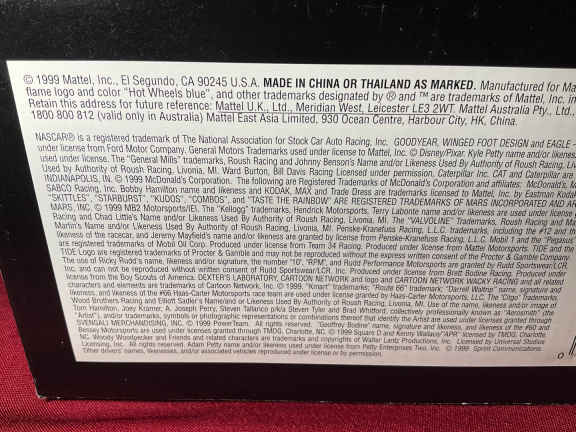 © 1999 Mattel, Inc., El Segundo, CA 90245 U.S.A. MADE IN CHINA OR THAILAND AS MARKED. Manufactured for Ma
flame logo and color "Hot Wheels blue", and other trademarks designated by ® and ™ are trademarks of Mattel, Inc. in
Retain this address for future reference: Mattel U.K., Ltd., Meridian West, Leicester LE3 2WT. Mattel Australia Pty., Ltd.,
1800 800 812 (valid only in Australia) Mattel East Asia Limited, 930 Ocean Centre, Harbour City, HK, China.
NASCAR® is a registered trademark of The National Association for Stock Car Auto Racing, Inc. GOODYEAR, WINGED FOOT DESIGN and EAGLE
under license from Ford Motor Company. General Motors Trademarks used under license to Mattel, Inc. © Disney/Pixar. Kyle Petty name and/or likeness
used under license. The "General Mills" trademarks, Roush Racing and Johnny Benson's Name and/or Likeness Used By Authority of Roush Racing, Liv
Used by Authority of Roush Racing, Livonia, MI. Ward Burton, Bill Davis Racing Licensed under permission, Caterpillar Inc. CAT and Caterpillar are
INDIANAPOLIS, IN. © 1999 McDonald's Corporation. The following are Registered Trademarks of McDonald's Corporation and affiliates: McDonald's,
SABCO Racing, Inc. Bobby Hamilton name and likeness and KODAK, MAX and Trade Dress are trademarks licensed to Mattel, Inc. by Eastman Kodak
"SKITTLES", "STARBURST", "KUDOS", "COMBOS", and "TASTE THE RAINBOW" ARE REGISTERED TRADEMARKS OF MARS INCORPORATED AND AR
MARS, INC. © 1999 MB2 Motorsports/EI. The "Kellogg" trademarks, Hendrick Motorsports, Terry Labonte name and/or likeness are used under license
Racing and Chad Little's Name and/or Likeness Used By Authority of Roush Racing, Livonia, MI. The "VALVOLINE" Trademarks, Roush Racing and Ma
Martin's Name and/or Likeness Used By Authority of Roush Racing, Livonia, MI. Penske-Kranefuss Racing, L.L.C. trademarks, including the #12 and th
likeness of the racecar, and Jeremy Mayfield's name and/or likeness are granted by license from Penske-Kranefuss Racing, L.L.C. Mobil 1 and the "Pegasus
are registered trademarks of Mobil Oil Corp. Produced under license from Team 34 Racing. Produced under license from Mattei Motorsports. TIDE and the
TIDE Logo are trademarks of Procter & Gamble and may not be reproduced without the express written consent of the Procter & Gamble Company.
The use of Ricky Rudd's name, likeness and/or signature, the number "10", "RPM", and Rudd Performance Motorsports are granted by Rudd Sportswear/LCR,
Inc. and can not be reproduced without written consent of Rudd Sportswear/LCR, Inc. Produced under license from Brett Bodine Racing. Produced under
license from the Boy Scouts of America. DEXTER'S LABORATORY, CARTOON NETWORK and logo and CARTOON NETWORK WACKY RACING and all related
characters and elements are trademarks of Cartoon Network, Inc. © 1999. "Kmart" trademarks, "Route 66" trademark, "Darrell Waltrip" name, signature and
likeness, and likeness of the #66 Haas-Carter Motorsports race team are used under license granted by Haas-Carter Motorsports, LLC. The "Citgo" Trademarks,
Wood Brothers Racing and Elliott Sadler's Name and/or Likeness Used By Authority of Roush Racing, Livonia, MI. Use of the name, likeness and/or image of
Tom Hamilton, Joey Kramer, A. Joseph Perry, Steven Tallarico p/k/a Steven Tyler and Brad Whitford, collectively professionally known as "Aerosmith" (the
"Artist"), and/or trademarks, symbols or photographic representations or combinations thereof that identify the Artist are used under licenses granted through
SVENGALI MERCHANDISING, INC. © 1999 PowerTeam. All rights reserved. "Geoffrey Bodine" name, collective signature and likeness, and likeness of the #60 and
Bessey Motorsports are used under licenses granted through TMOG, Charlotte, NC. © 1999 Square D and Kenny Wallace "APR" licensed by TMOG, Charlotte,
NC. Woody Woodpecker and Friends and related characters are trademarks and copyrights of Walter Lantz Productions, Inc. Licensed by Universal Studios
Licensing, Inc. All rights reserved. Adam Petty name and/or likeness used under license from Petty Enterprises Two, Inc. © 1999 Sprint Communications.
"Other drivers' names, likenesses, and/or associated vehicles reproduced under license or by permission.